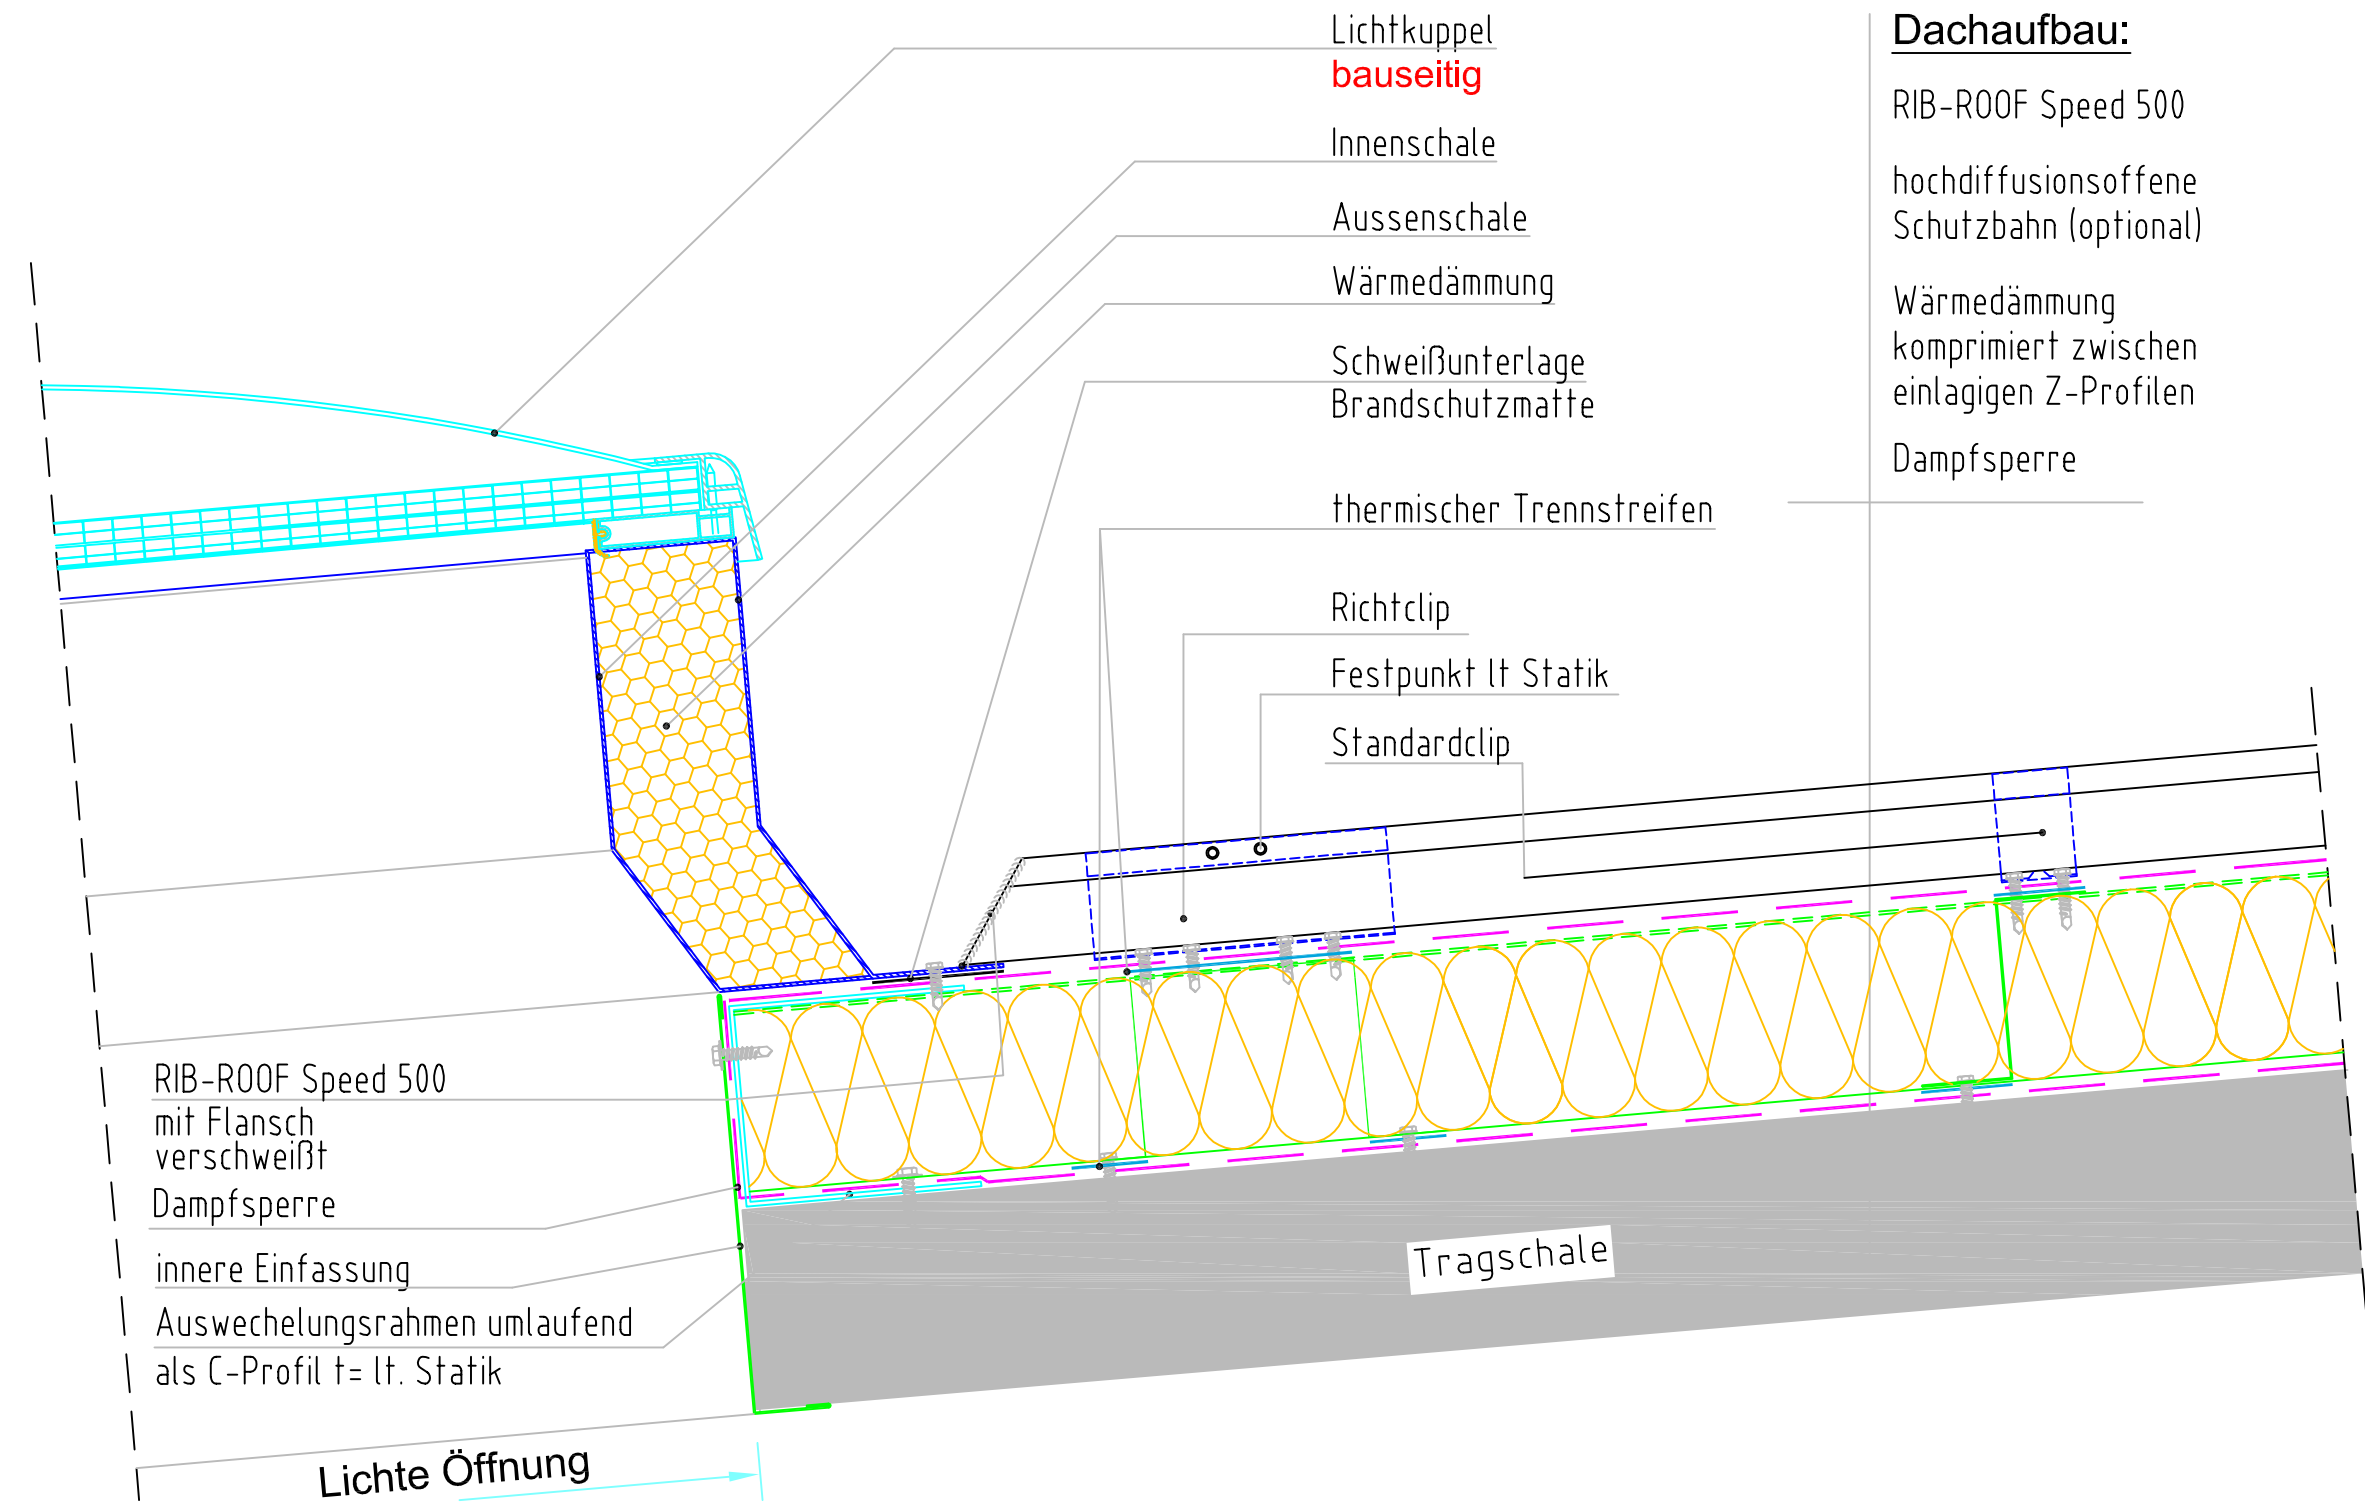 Lichtkuppel
bauseitig
Innenschale
Aussenschale
Wärmedämmung
Schweißunterlage
Brandschutzmatte
thermischer Trennstreifen
Richtclip
Festpunkt lt Statik
Standardclip
Dachaufbau:
RIB-ROOF Speed 500
hochdiffusionsoffene
Schutzbahn (optional)
Wärmedämmung
komprimiert zwischen
einlagigen Z-Profilen
Dampfsperre
RIB-ROOF Speed 500
mit Flansch
verschweißt
Dampfsperre
innere Einfassung
Auswechelungsrahmen umlaufend
als C-Profil t= lt. Statik
Tragschale
Lichte Öffnung